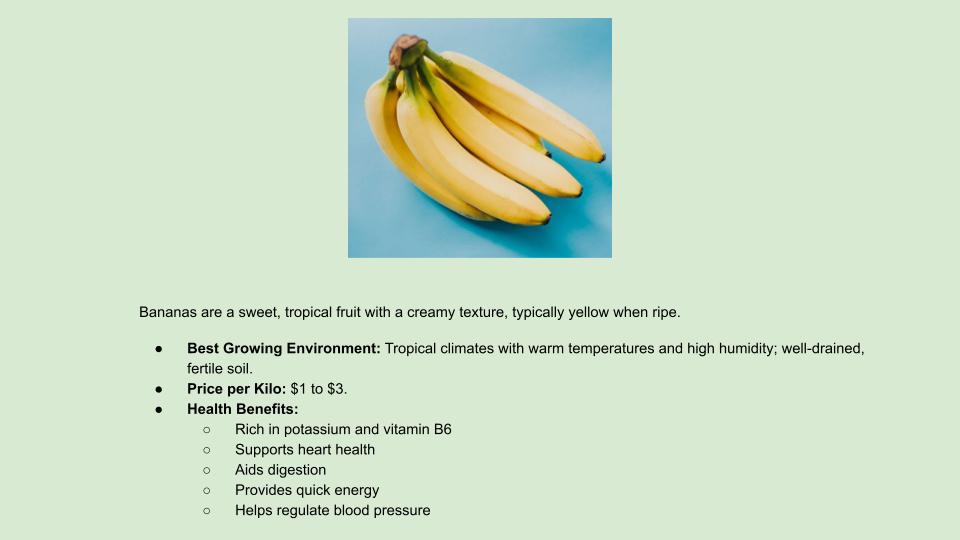 Bananas are a sweet, tropical fruit with a creamy texture, typically yellow when ripe.
● Best Growing Environment: Tropical climates with warm temperatures and high humidity; well-drained,
fertile soil.
● Price per Kilo: $1 to $3.
● Health Benefits:
○ Rich in potassium and vitamin B6
○ Supports heart health
○ Aids digestion
○ Provides quick energy
○ Helps regulate blood pressure